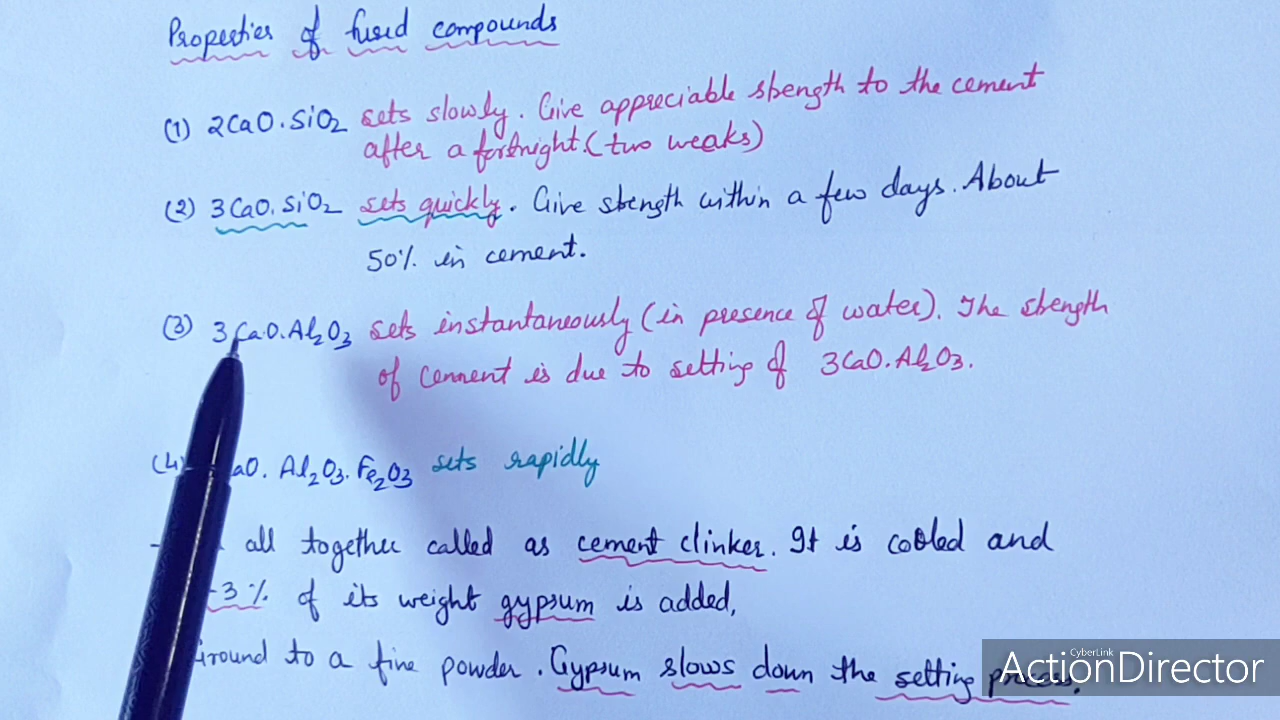 Properties of fused compounds
(1) 2CaO.SiO2 sets slowly. Give appreciable strength to the cement
after a fortnight.(two weaks)
(2) 3CaO.SiO2 sets quickly. Give strength within a few days. About
50% in cement.
(3) 3CaO.Al2O3 sets instantaneously (in presence of water). The strength
of cement is due to setting of 3CaO.Al2O3.
(4) aO. Al2O3.Fe2O3 sets rapidly
all together called as cement clinker. It is cooled and
-3% of its weight gypsum is added,
Ground to a fine powder. Gypsum slows down the setting process.
CyberLink
ActionDirector